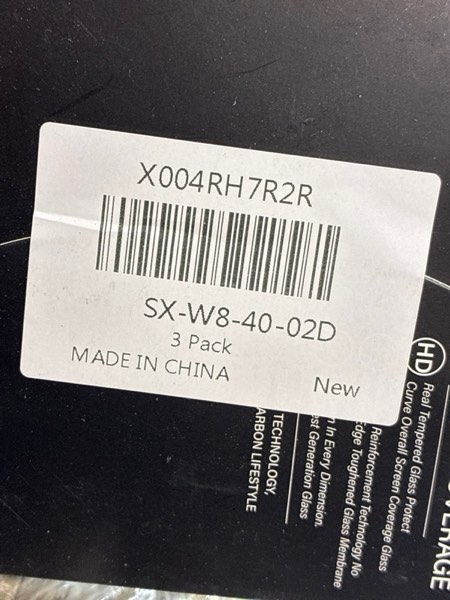 X004RH7R2R
SX-W8-40-02D
3 Pack
MADE IN CHINA
New
HD
Real Tempered Glass Protect
Curve Overall Screen Coverage Glass
Reinforcement Technology No
Edge Toughened Glass Membrane
In Every Dimension.
Generation Glass
TECHNOLOGY,
LIFESTYLE